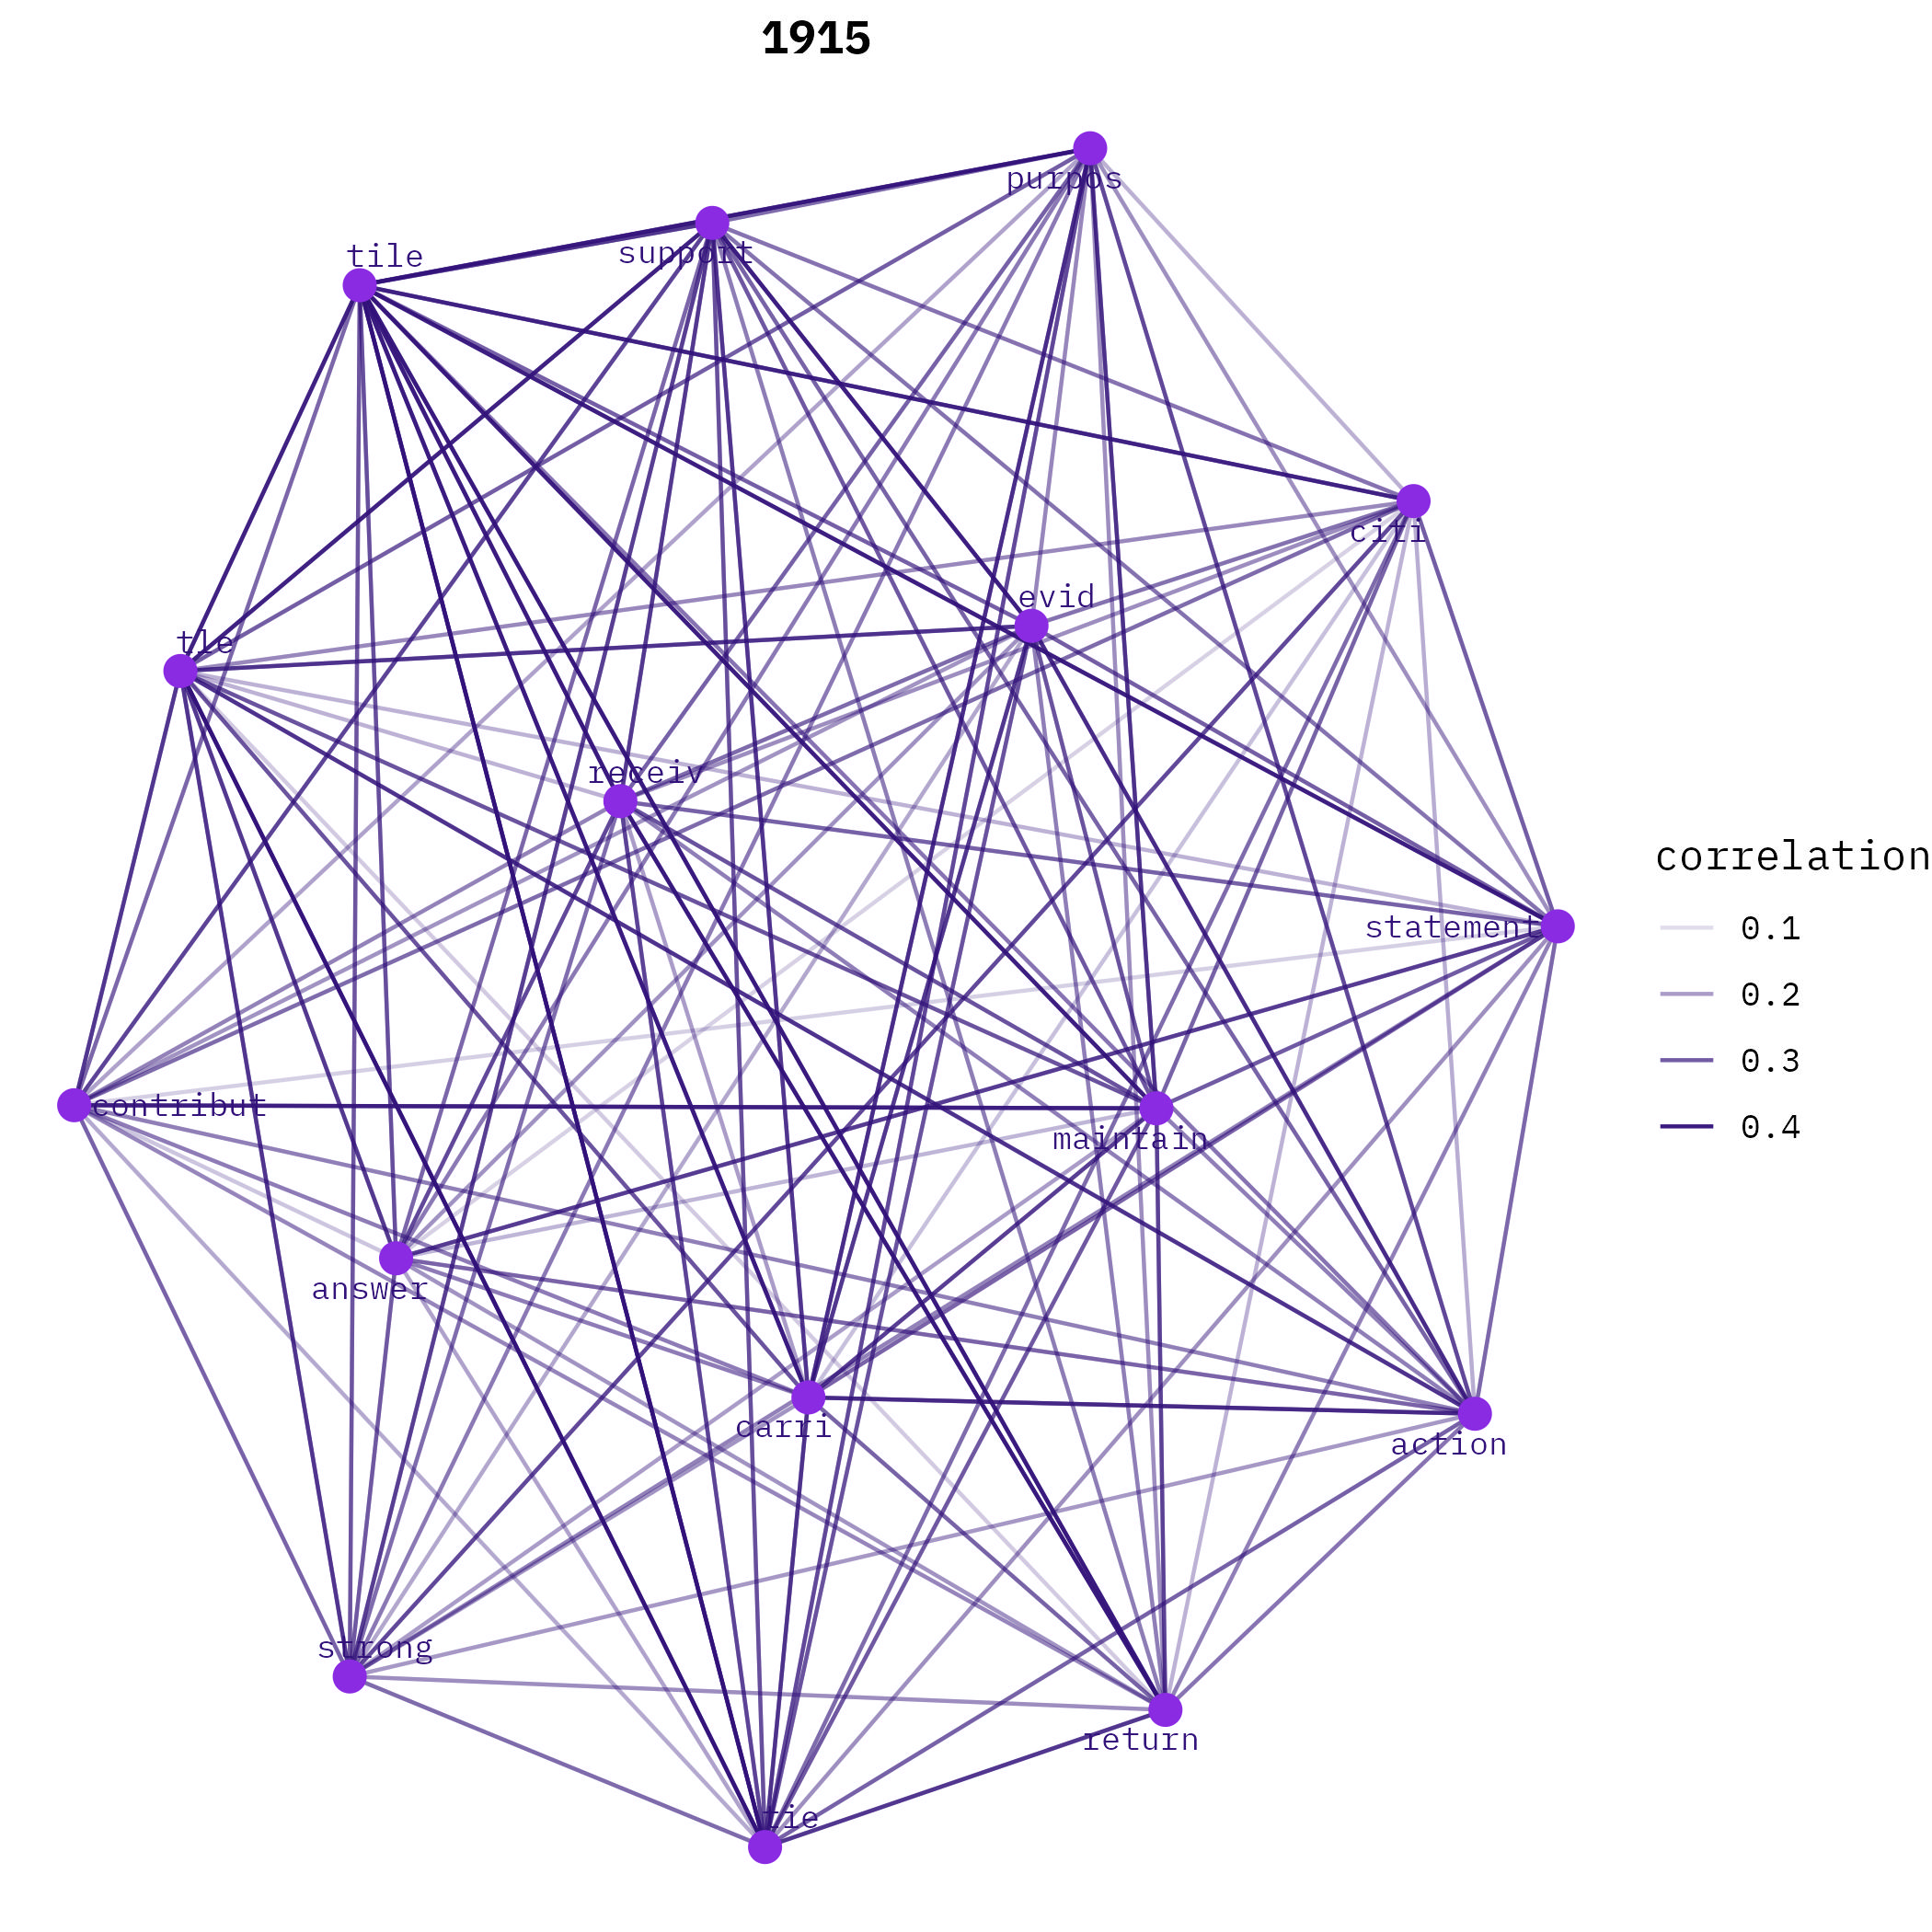 1915
purpos
support
tile
citi
evid
tle
receiv
statement
contribut
maintain
answer
carri
action
strong
return
tie
correlation
0.1
0.2
0.3
0.4